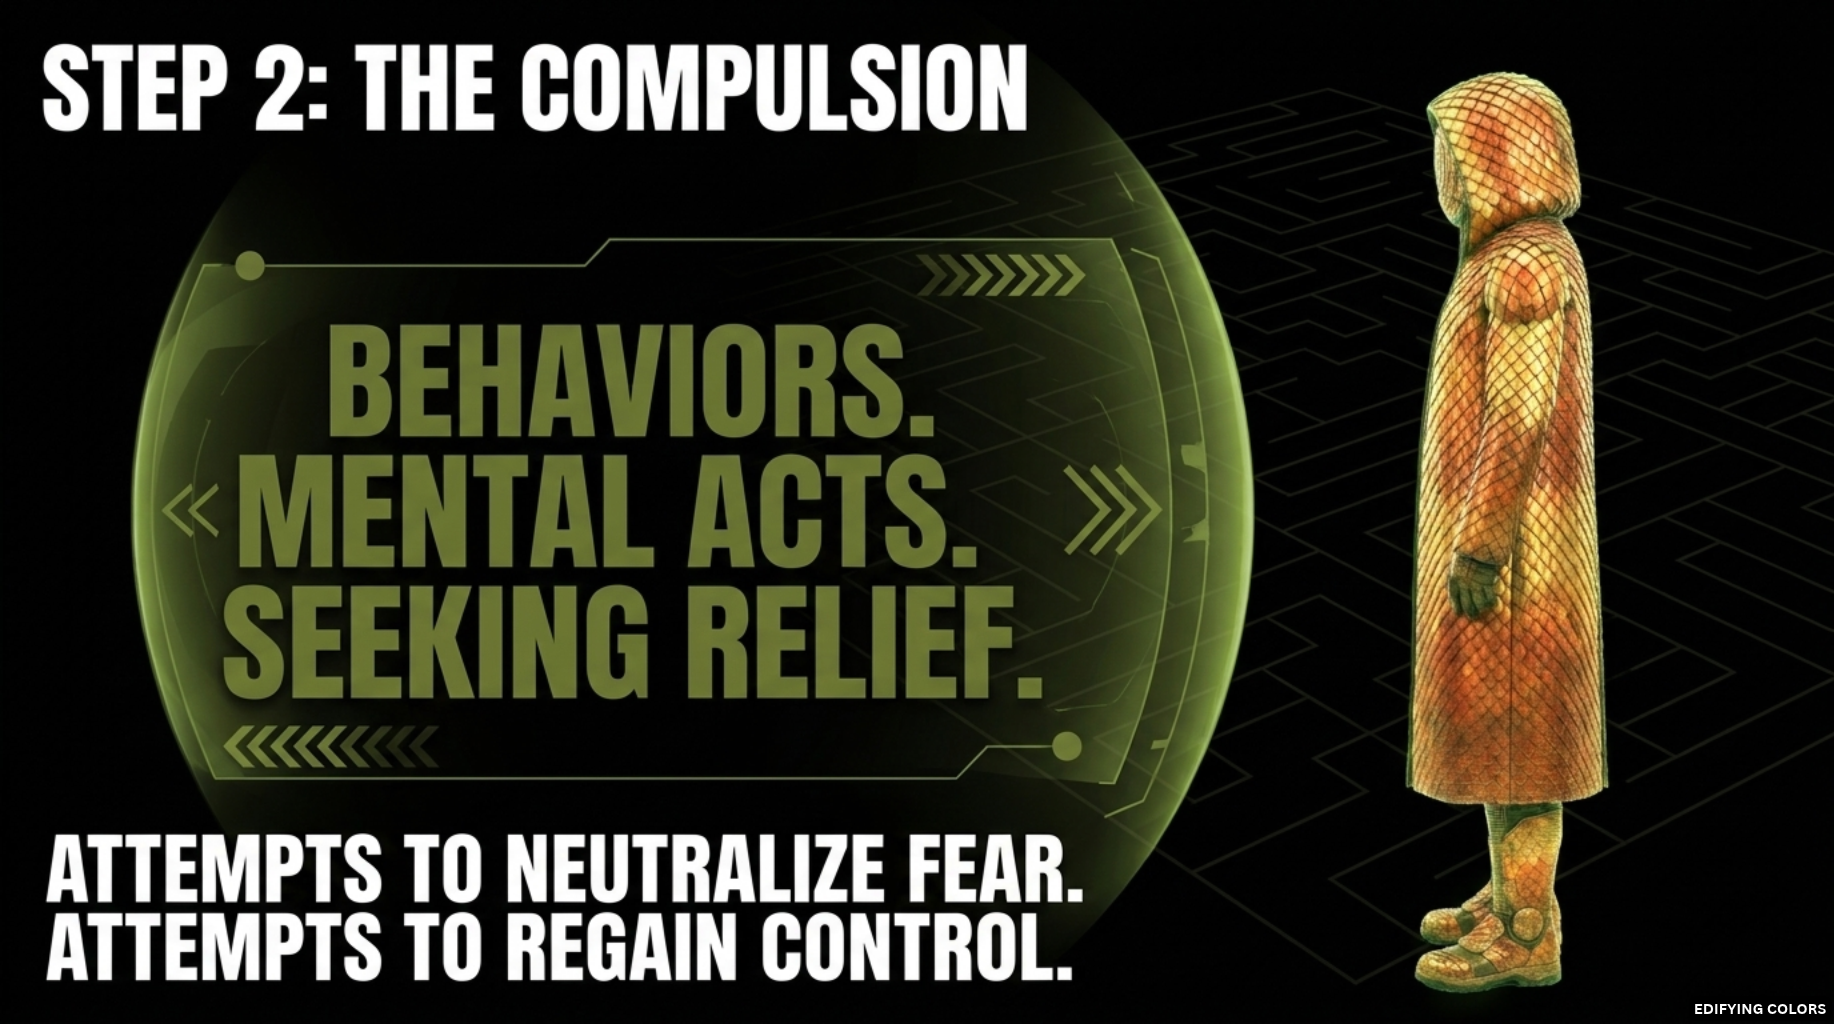 STEP 2: THE COMPULSION
BEHAVIORS.
MENTAL ACTS.
SEEKING RELIEF.
ATTEMPTS TO NEUTRALIZE FEAR.
ATTEMPTS TO REGAIN CONTROL.
EDIFYING COLORS